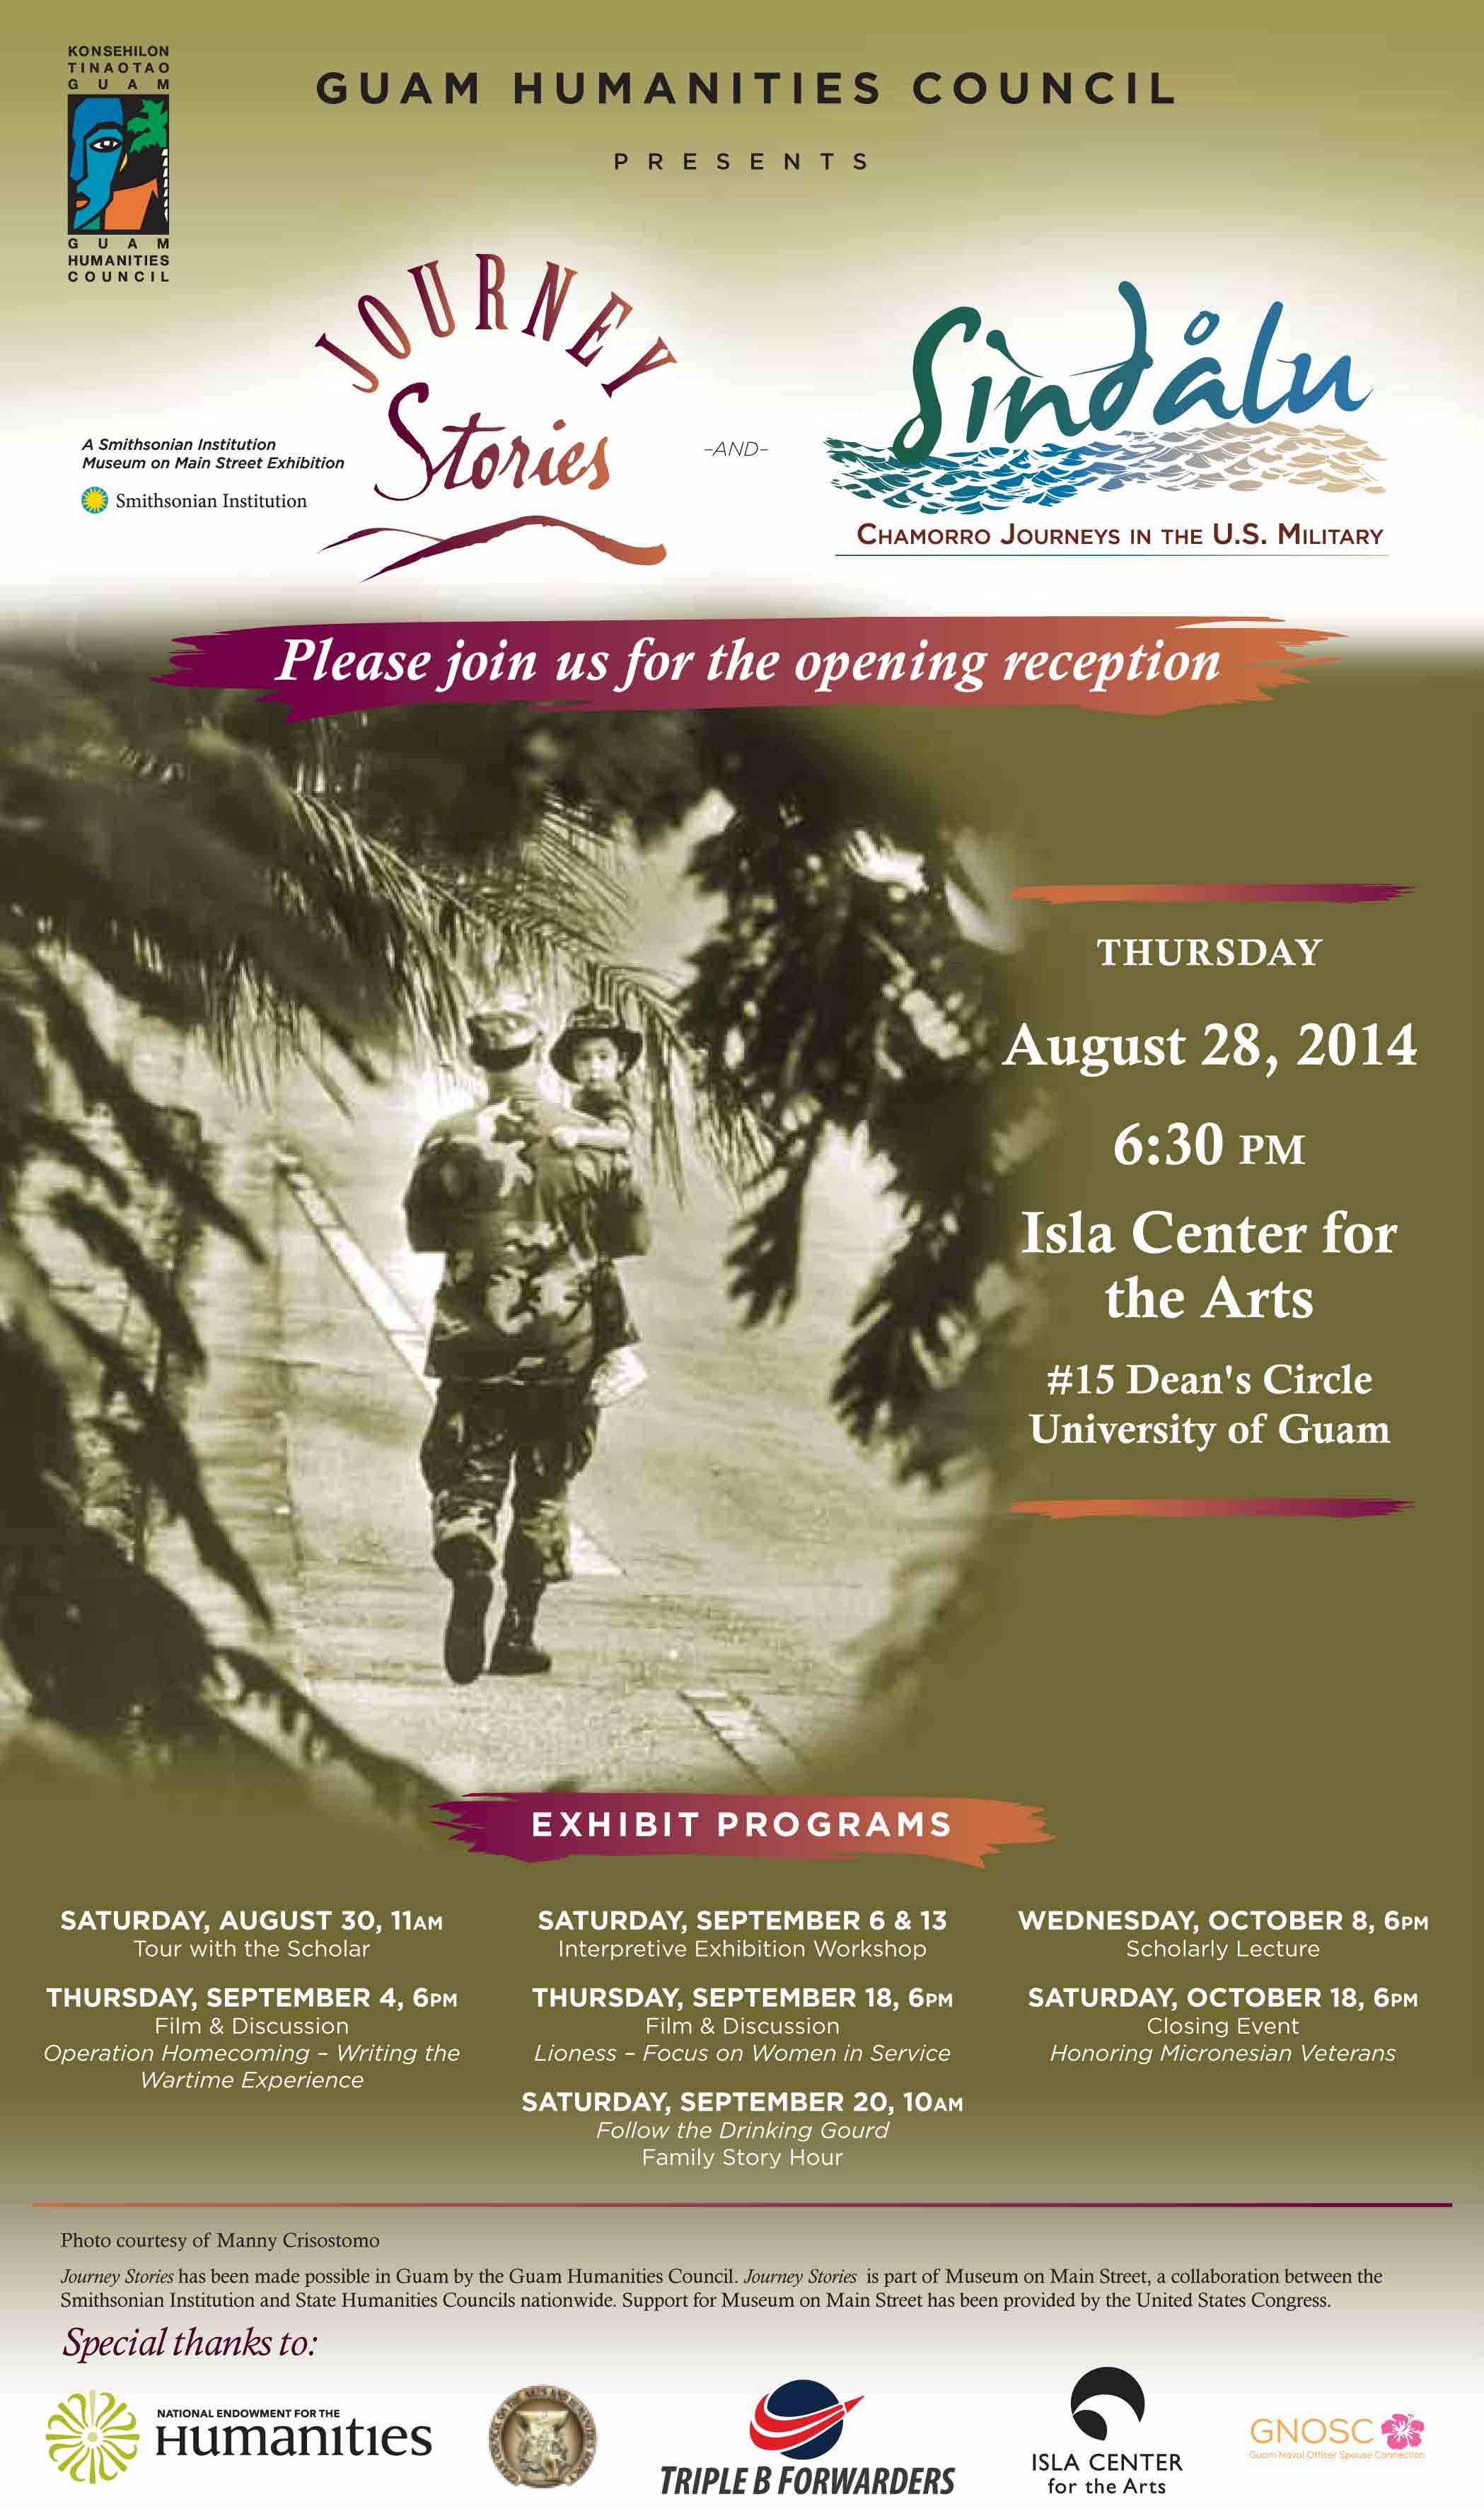 KONSEHILON
TINAOTAO
GUAM
GUAM
HUMANITIES
COUNCIL
GUAM HUMANITIES COUNCIL
PRESENTS
JOURNEY
Stories
A Smithsonian Institution
Museum on Main Street Exhibition
Smithsonian Institution
–AND–
Sindålu
CHAMORRO JOURNEYS IN THE U.S. MILITARY
Please join us for the opening reception
THURSDAY
August 28, 2014
6:30 PM
Isla Center for
the Arts
#15 Dean's Circle
University of Guam
EXHIBIT PROGRAMS
SATURDAY, AUGUST 30, 11AM
Tour with the Scholar
THURSDAY, SEPTEMBER 4, 6PM
Film & Discussion
Operation Homecoming – Writing the
Wartime Experience
SATURDAY, SEPTEMBER 6 & 13
Interpretive Exhibition Workshop
THURSDAY, SEPTEMBER 18, 6PM
Film & Discussion
Lioness – Focus on Women in Service
SATURDAY, SEPTEMBER 20, 10AM
Follow the Drinking Gourd
Family Story Hour
WEDNESDAY, OCTOBER 8, 6PM
Scholarly Lecture
SATURDAY, OCTOBER 18, 6PM
Closing Event
Honoring Micronesian Veterans
Photo courtesy of Manny Crisostomo
Journey Stories has been made possible in Guam by the Guam Humanities Council. Journey Stories is part of Museum on Main Street, a collaboration between the
Smithsonian Institution and State Humanities Councils nationwide. Support for Museum on Main Street has been provided by the United States Congress.
Special thanks to:
NATIONAL ENDOWMENT FOR THE
Humanities
TRIPLE B FORWARDERS
ISLA CENTER
for the Arts
GNOSC
Guam Naval Officer Spouse Connection